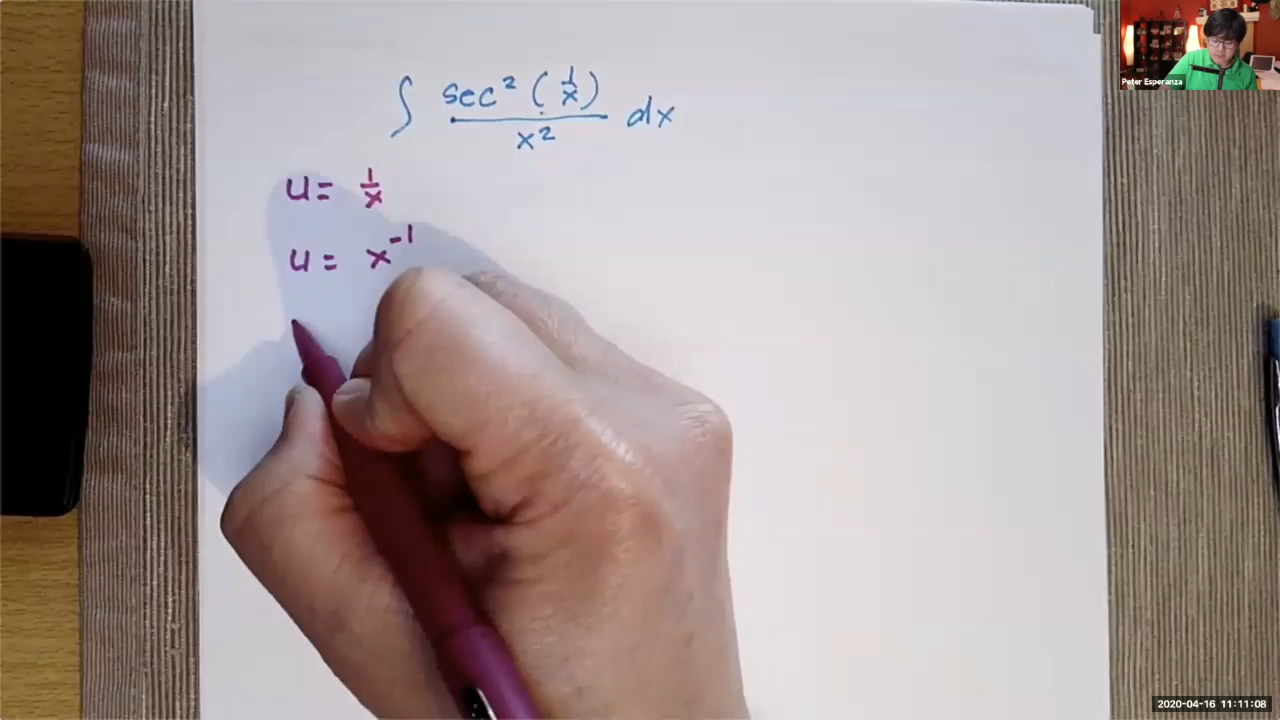 Peter Esperanza
∫ sec² (1/x) / x² dx
u = 1/x
u = x⁻¹
2020-04-16 11:11:08